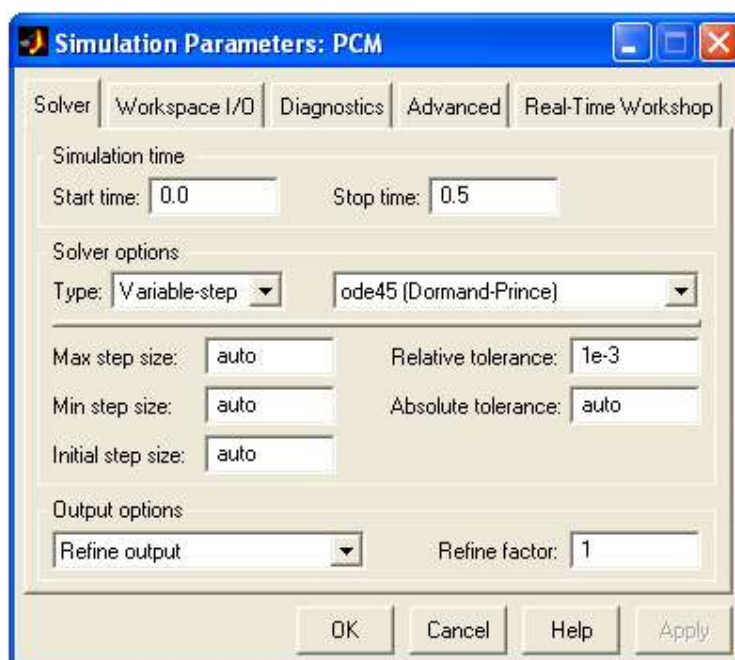 Simulation Parameters: PCM
Solver Workspace I/O Diagnostics Advanced Real-Time Workshop
Simulation time
Start time: 0.0 Stop time: 0.5
Solver options
Type: Variable-step ode45 (Dormand-Prince)
Max step size: auto Relative tolerance: 1e-3
Min step size: auto Absolute tolerance: auto
Initial step size: auto
Output options
Refine output Refine factor: 1
OK Cancel Help Apply